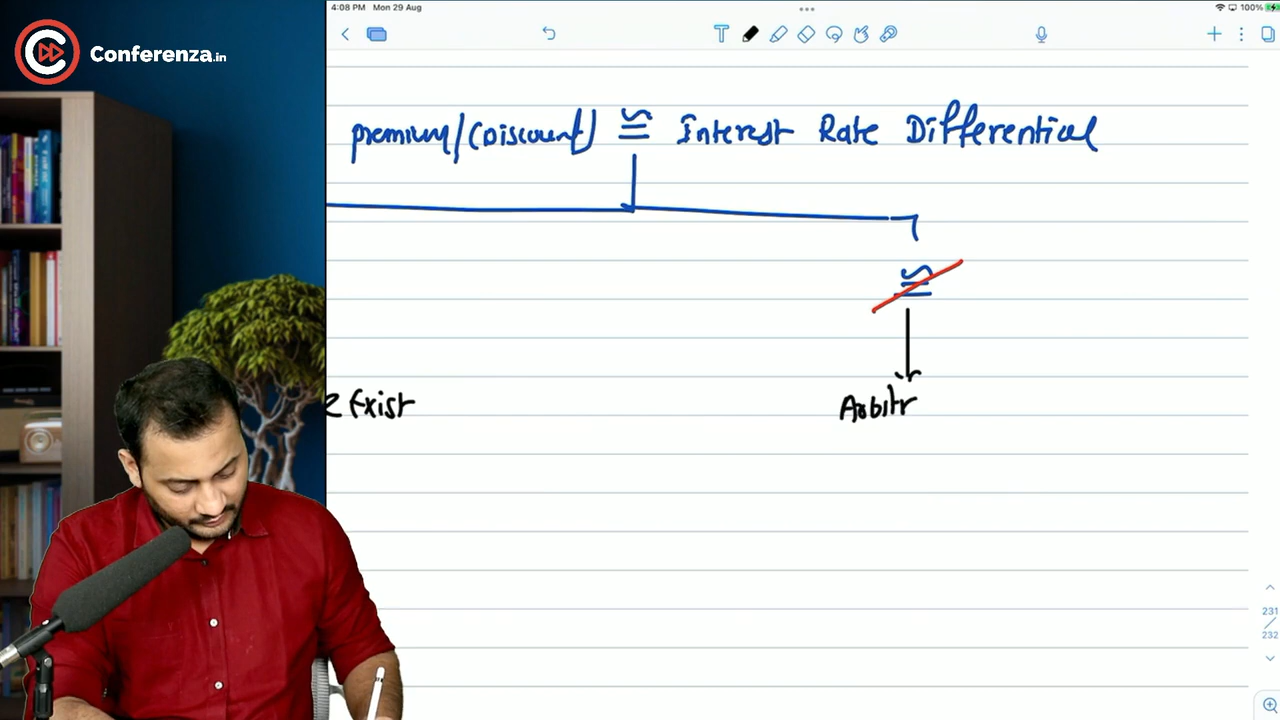 4:08 PM Mon 29 Aug
100%
Conferenza.in
premium/(Discount) ≅ Interest Rate Differential
≅
Exist
Arbitr
231
232